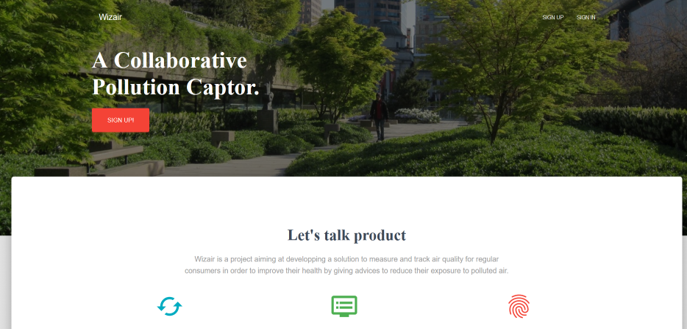 Wizair
SIGN UP SIGN IN
A Collaborative
Pollution Captor.
SIGN UP!
Let's talk product
Wizair is a project aiming at developping a solution to measure and track air quality for regular
consumers in order to improve their health by giving advices to reduce their exposure to polluted air.